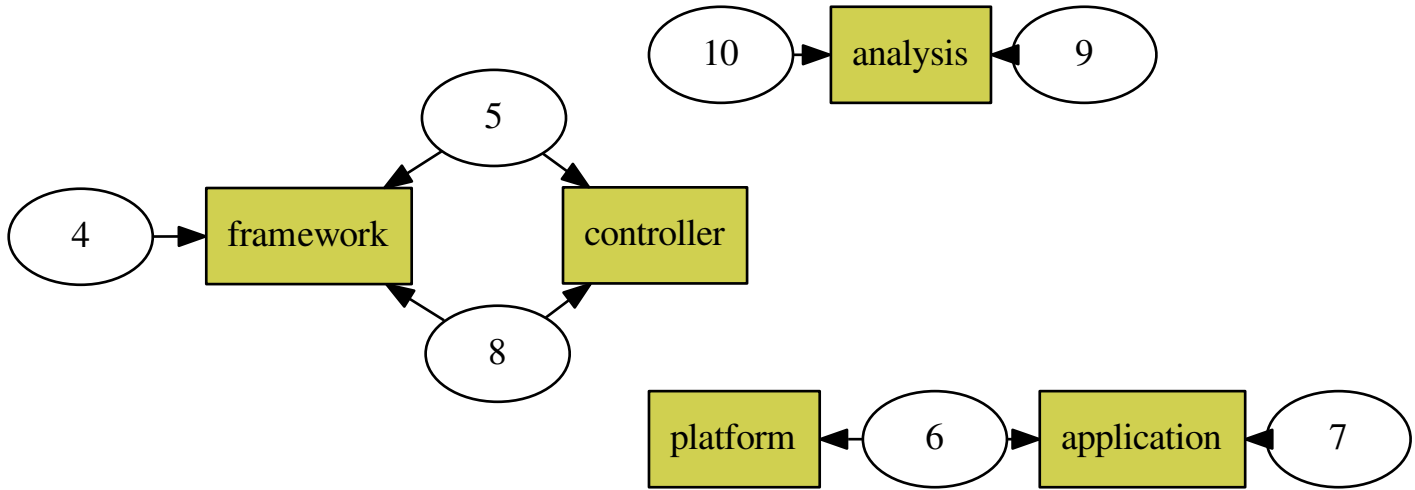 10
analysis
9
5
4
framework
controller
8
platform
6
application
7